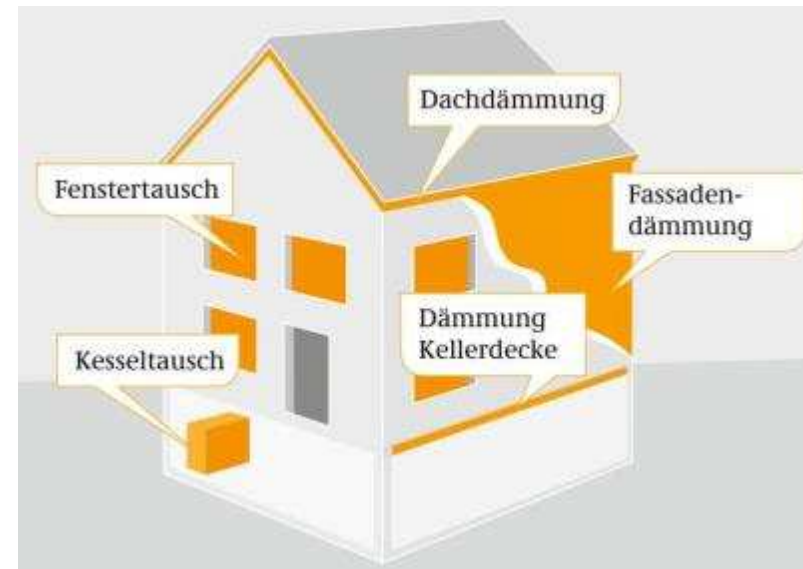 Dachdämmung
Fenstertausch
Fassaden-
dämmung
Dämmung
Kellerdecke
Kesseltausch